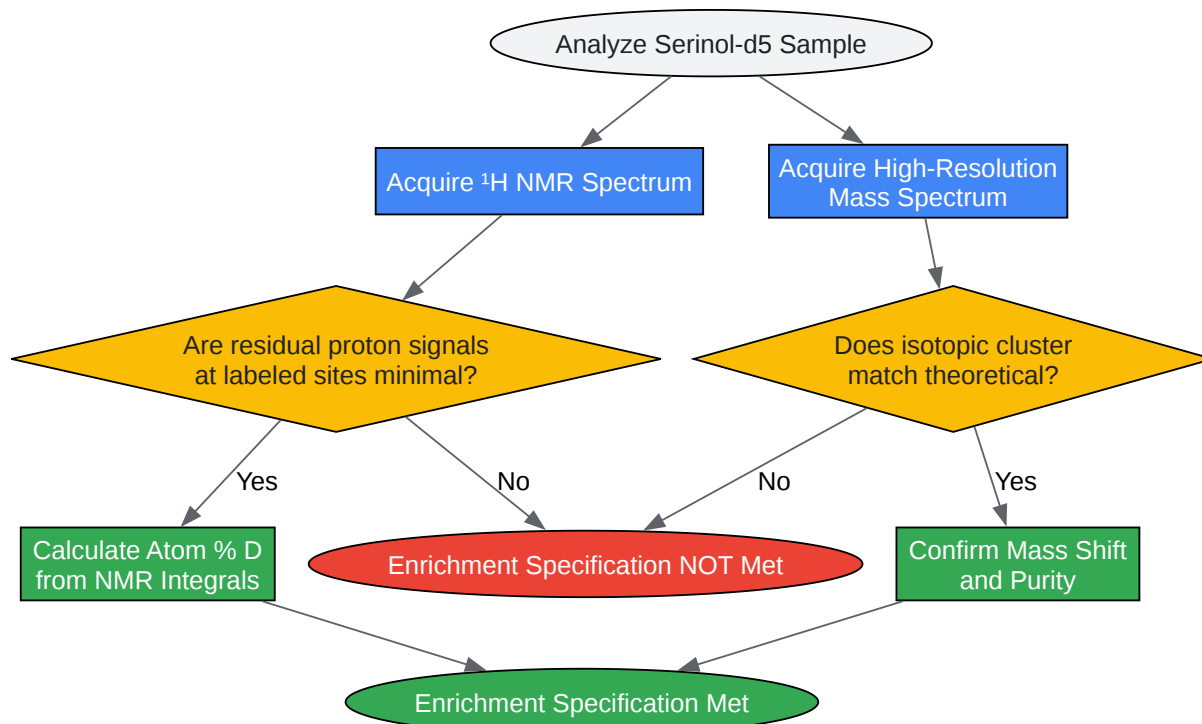 Analyze Serinol-d5 Sample
Acquire ¹H NMR Spectrum
Acquire High-Resolution
Mass Spectrum
Are residual proton signals
at labeled sites minimal?
Does isotopic cluster
match theoretical?
Yes
No
No
Yes
Calculate Atom % D
from NMR Integrals
Enrichment Specification NOT Met
Confirm Mass Shift
and Purity
Enrichment Specification Met